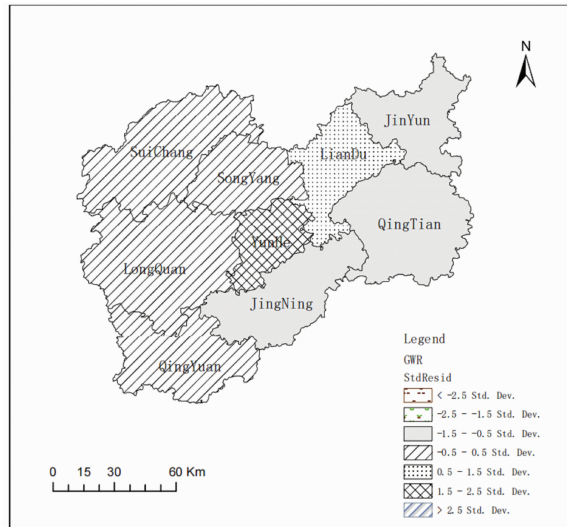 N
JinYun
SuiChang
LianDu
SongYang
QingTian
YunHe
LongQuan
JingNing
QingYuan
Legend
GWR
StdResid
< -2.5 Std. Dev.
-2.5 - -1.5 Std. Dev.
-1.5 - -0.5 Std. Dev.
-0.5 - 0.5 Std. Dev.
0.5 - 1.5 Std. Dev.
1.5 - 2.5 Std. Dev.
> 2.5 Std. Dev.
0 15 30 60 Km